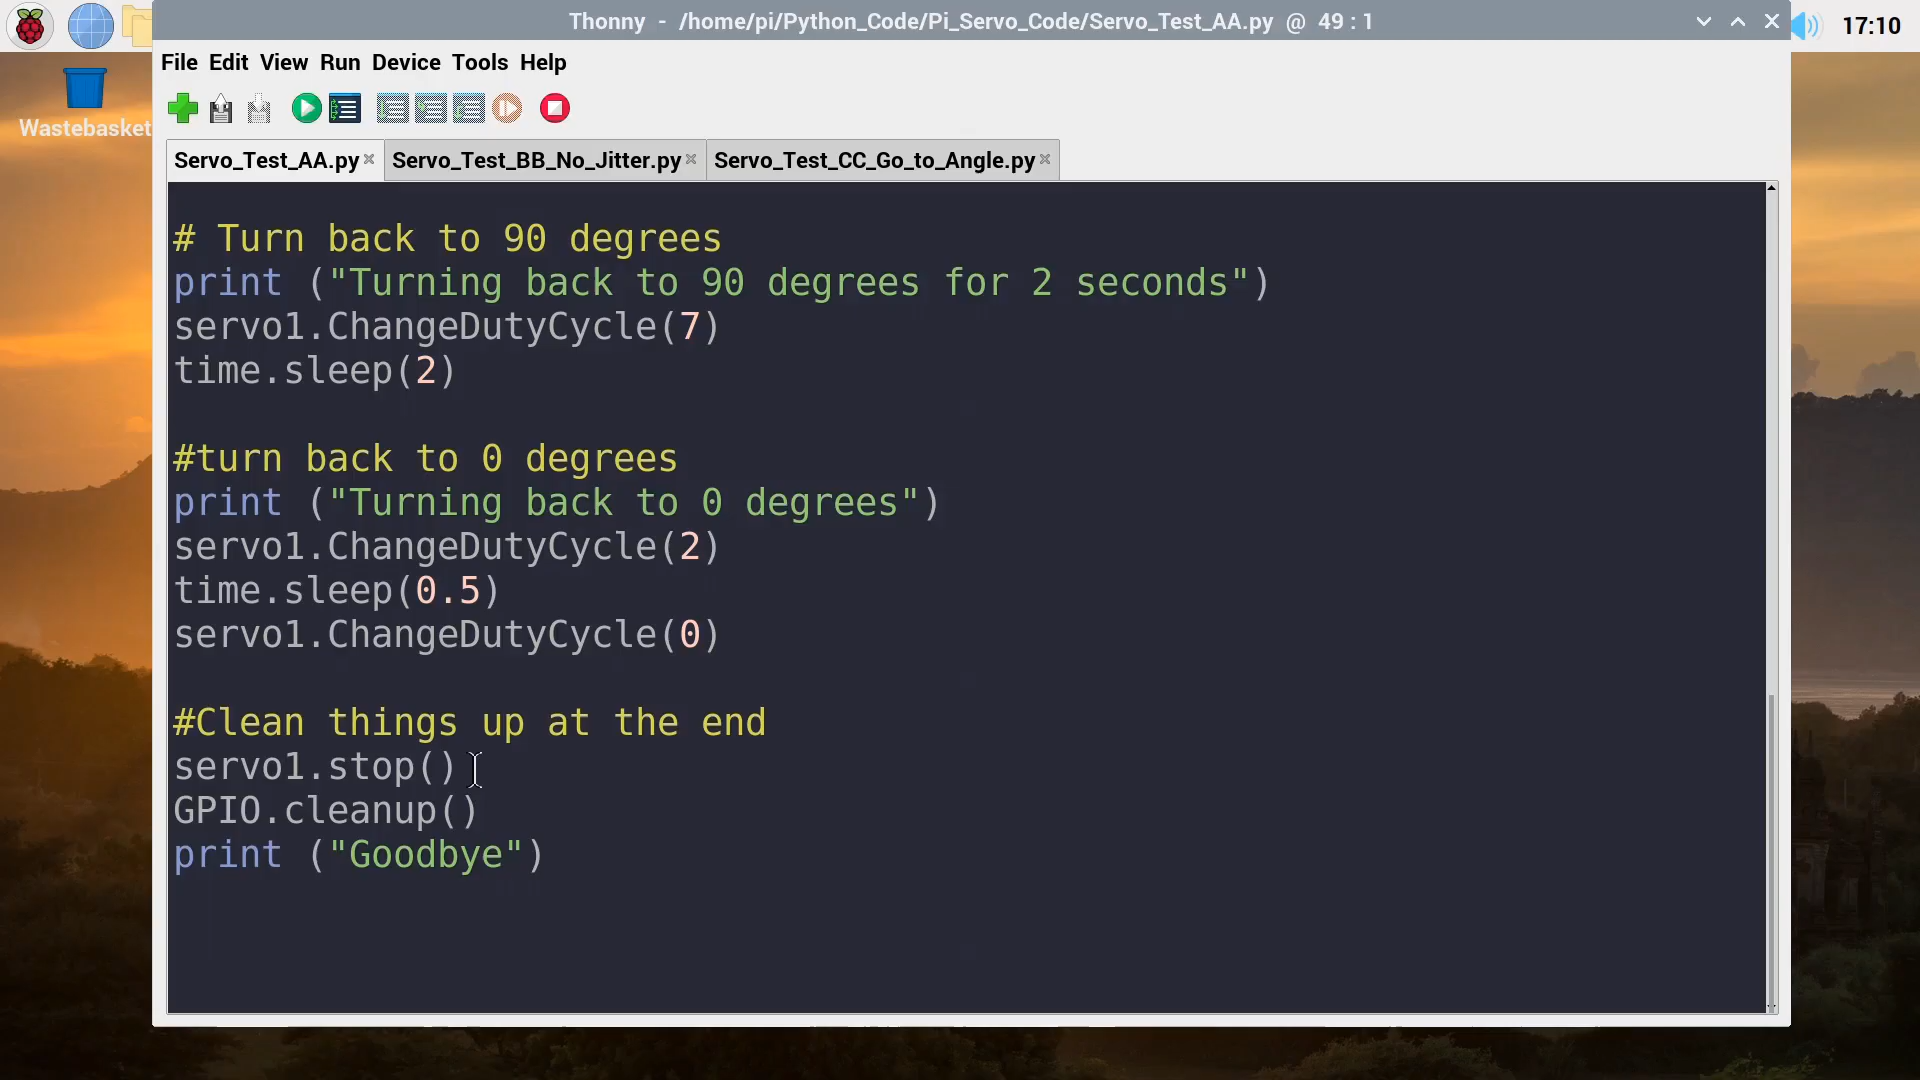 Thonny - /home/pi/Python_Code/Pi_Servo_Code/Servo_Test_AA.py @ 49 : 1
17:10
File Edit View Run Device Tools Help
Wastebasket
Servo_Test_AA.py Servo_Test_BB_No_Jitter.py Servo_Test_CC_Go_to_Angle.py
# Turn back to 90 degrees
print ("Turning back to 90 degrees for 2 seconds")
servo1.ChangeDutyCycle(7)
time.sleep(2)
#turn back to 0 degrees
print ("Turning back to 0 degrees")
servo1.ChangeDutyCycle(2)
time.sleep(0.5)
servo1.ChangeDutyCycle(0)
#Clean things up at the end
servo1.stop()
GPIO.cleanup()
print ("Goodbye")